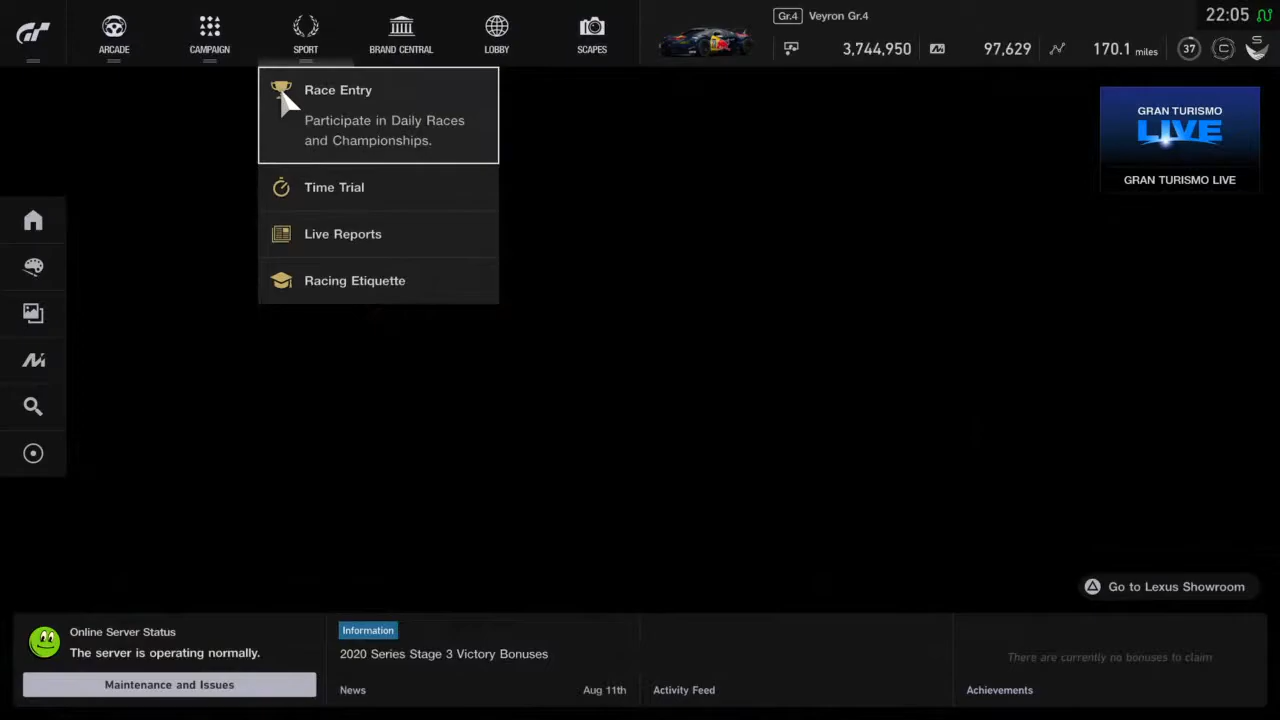 GT
ARCADE
CAMPAIGN
SPORT
BRAND CENTRAL
LOBBY
SCAPES
Gr.4 Veyron Gr.4
22:05
3,744,950
97,629
170.1 miles
37
C
S
Race Entry
Participate in Daily Races
and Championships.
Time Trial
Live Reports
Racing Etiquette
GRAN TURISMO
LIVE
GRAN TURISMO LIVE
Go to Lexus Showroom
Online Server Status
The server is operating normally.
Maintenance and Issues
Information
2020 Series Stage 3 Victory Bonuses
News Aug 11th
Activity Feed
There are currently no bonuses to claim
Achievements